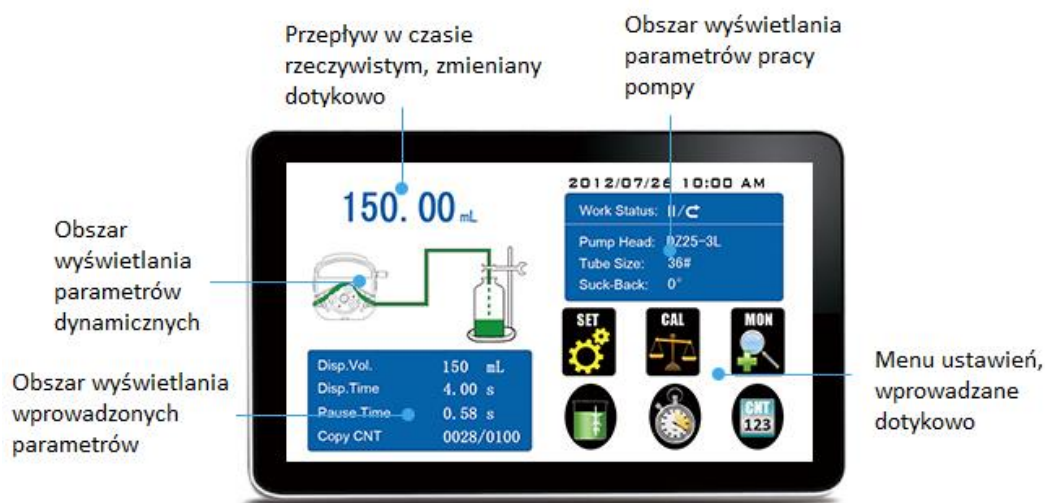 Przepływ w czasie
rzeczywistym, zmieniany
dotykowo
Obszar wyświetlania
parametrów pracy
pompy
Obszar
wyświetlania
parametrów
dynamicznych
Obszar wyświetlania
wprowadzonych
parametrów
Menu ustawień,
wprowadzane
dotykowo
150.00 mL
2012/07/26 10:00 AM
Work Status: II/
Pump Head: DZ25-3L
Tube Size: 36#
Suck-Back: 0°
SET
CAL
MON
Disp.Vol. 150 mL
Disp.Time 4.00 s
Pause Time 0.58 s
Copy CNT 0028/0100
CNT
123